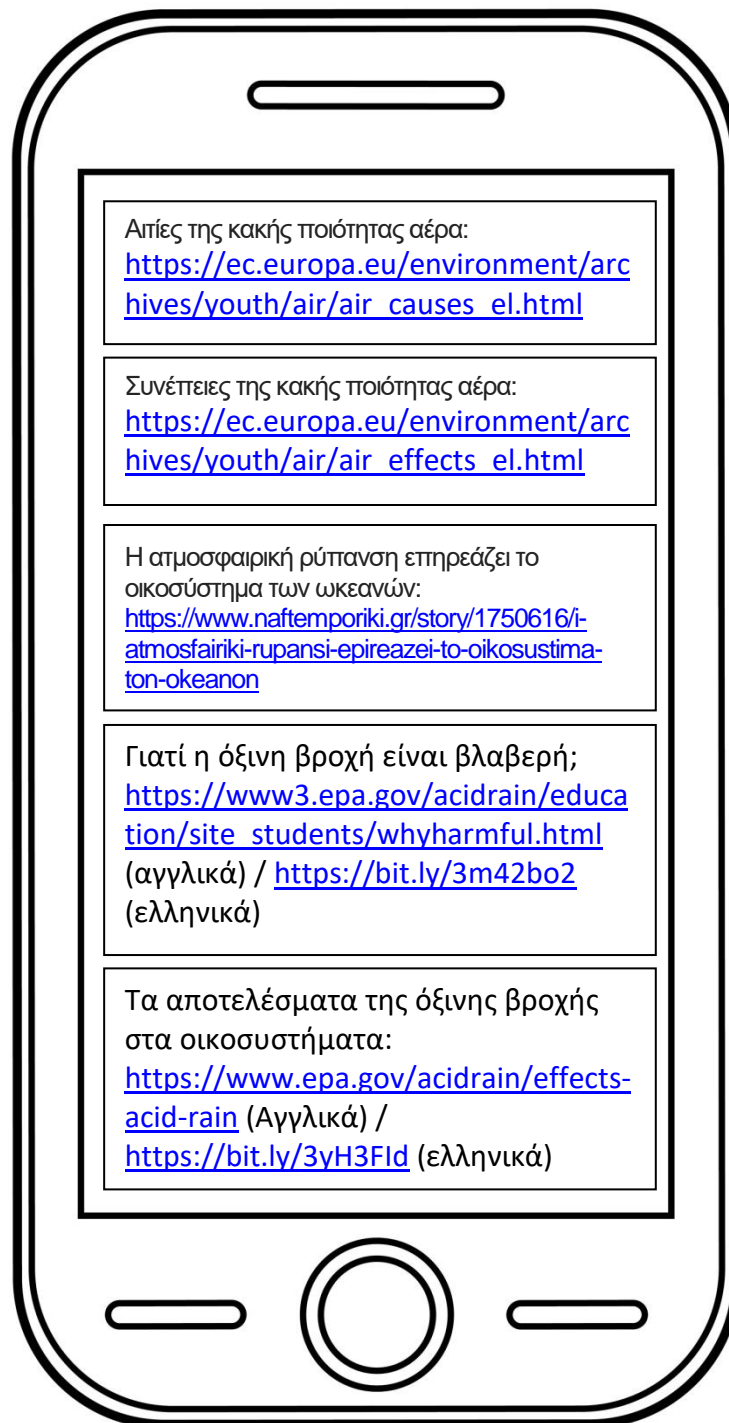 Αιτίες της κακής ποιότητας αέρα:
https://ec.europa.eu/environment/arc
hives/youth/air/air_causes_el.html
Συνέπειες της κακής ποιότητας αέρα:
https://ec.europa.eu/environment/arc
hives/youth/air/air_effects_el.html
Η ατμοσφαιρική ρύπανση επηρεάζει το
οικοσύστημα των ωκεανών:
https://www.naftemporiki.gr/story/1750616/i-
atmosfairiki-rupansi-epireazei-to-oikosustima-
ton-okeanon
Γιατί η όξινη βροχή είναι βλαβερή;
https://www3.epa.gov/acidrain/educa
tion/site_students/whyharmful.html
(αγγλικά) / https://bit.ly/3m42bo2
(ελληνικά)
Τα αποτελέσματα της όξινης βροχής
στα οικοσυστήματα:
https://www.epa.gov/acidrain/effects-
acid-rain (Αγγλικά) /
https://bit.ly/3yH3FId (ελληνικά)